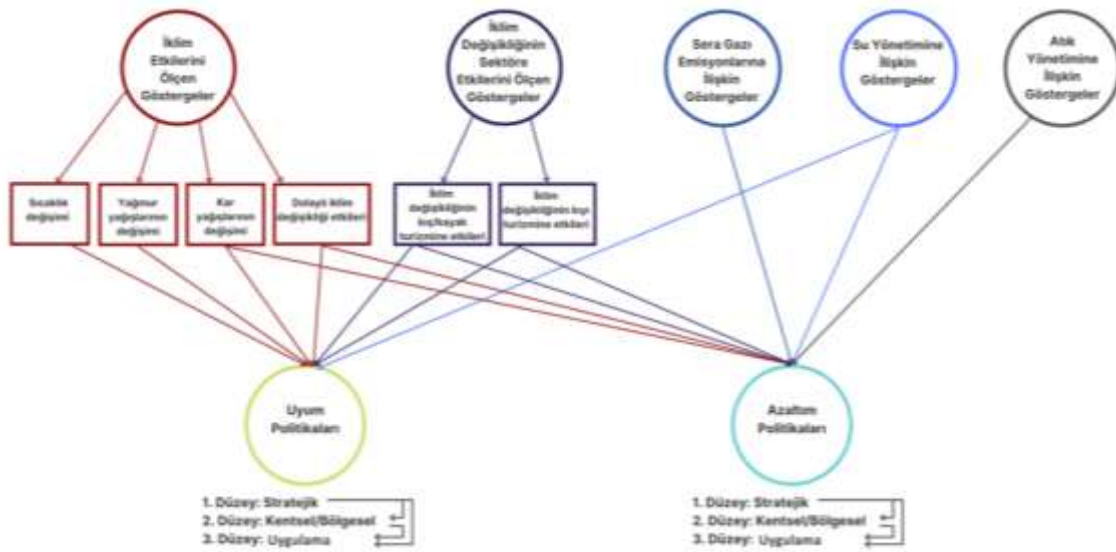 İklim
Etkilerini
Ölçen
Göstergeler
İklim
Değişikliğinin
Sektöre
Etkilerini Ölçen
Göstergeler
Sera Gazı
Emisyonlarına
İlişkin
Göstergeler
Su Yönetimine
İlişkin
Göstergeler
Atık
Yönetimine
İlişkin
Göstergeler
Sıcaklık
değişimi
Yağmur
yağışlarının
değişimi
Kar
yağışlarının
değişimi
Dolaylı iklim
değişikliği etkileri
İklim
değişikliğinin
kış/kayak
turizmine etkileri
İklim
değişikliğinin kıyı
turizmine etkileri
Uyum
Politikaları
Azaltım
Politikaları
1. Düzey: Stratejik
2. Düzey: Kentsel/Bölgesel
3. Düzey: Uygulama
1. Düzey: Stratejik
2. Düzey: Kentsel/Bölgesel
3. Düzey: Uygulama